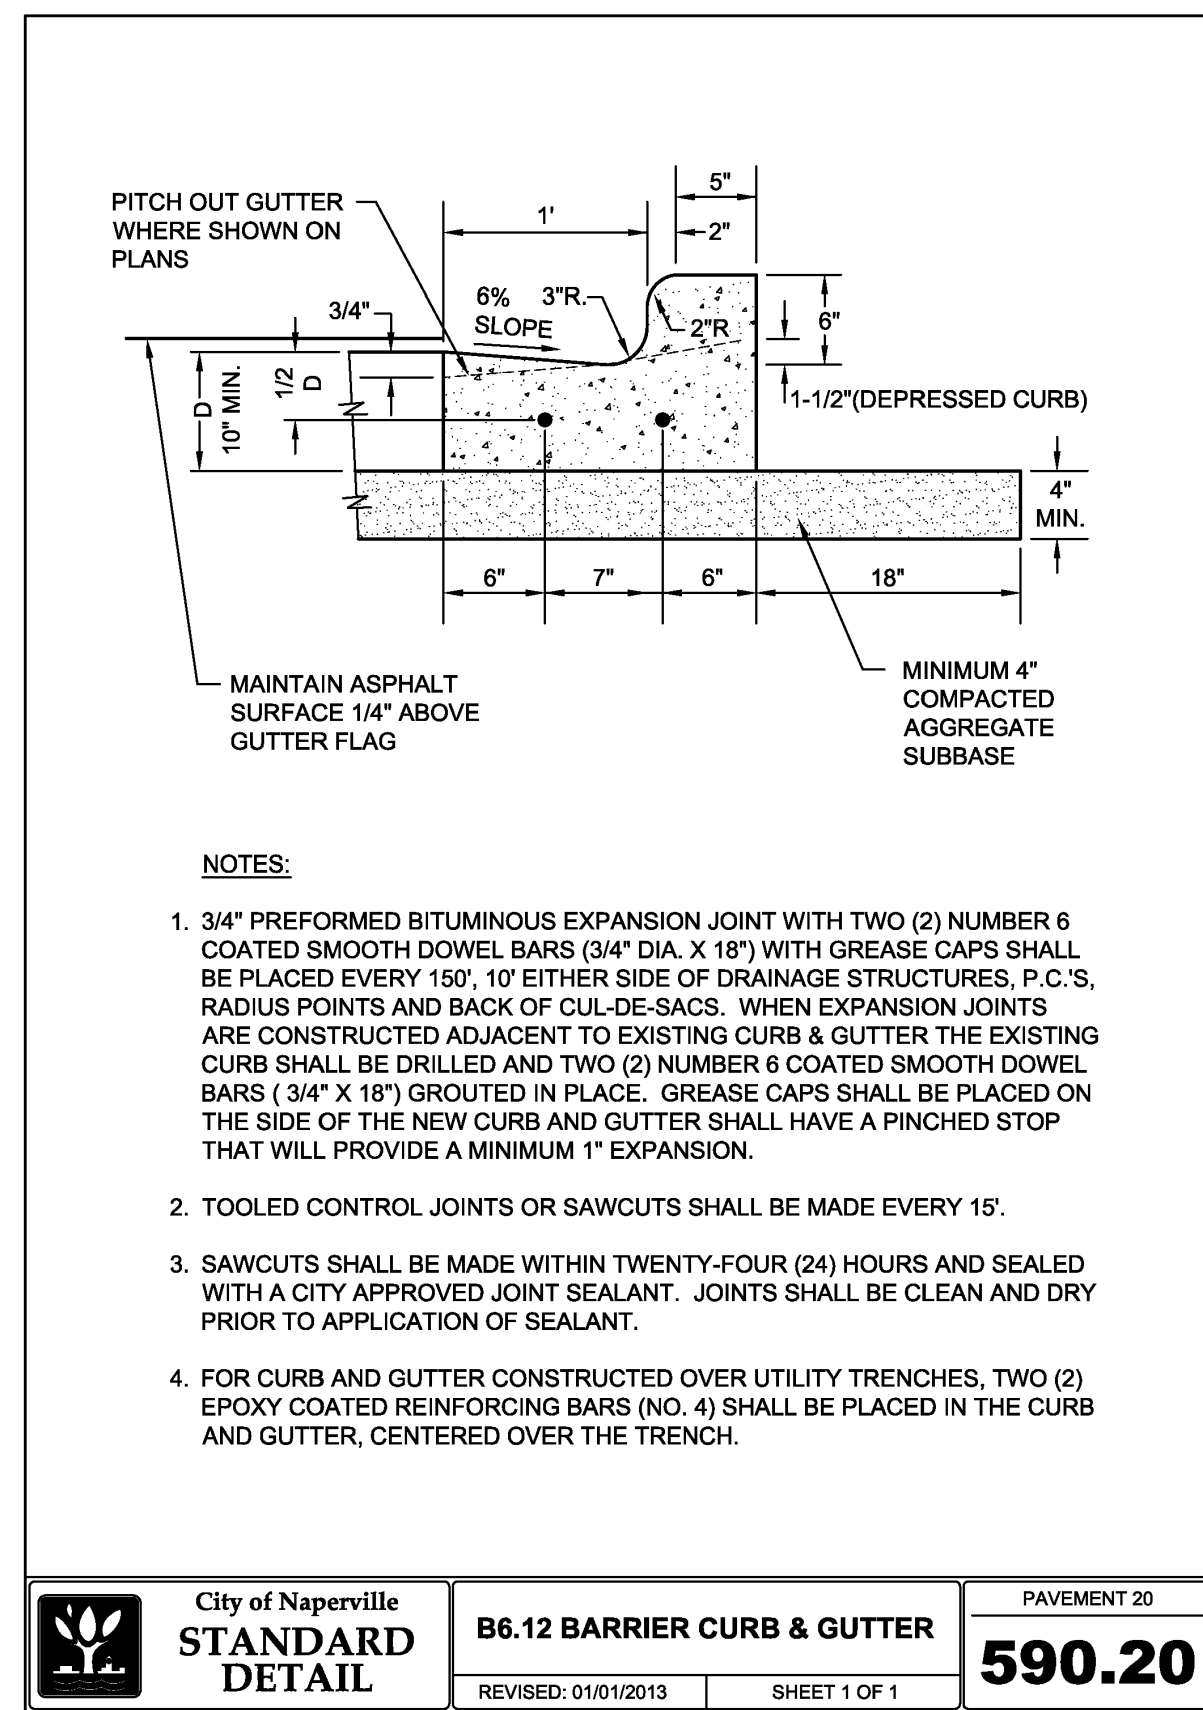 PITCH OUT GUTTER
WHERE SHOWN ON
PLANS
5"
1'
2"
3/4"
6%
SLOPE
3"R.
2"R
6"
1-1/2"(DEPRESSED CURB)
D
10" MIN.
1/2
D
4"
MIN.
6"
7"
6"
18"
MAINTAIN ASPHALT
SURFACE 1/4" ABOVE
GUTTER FLAG
MINIMUM 4"
COMPACTED
AGGREGATE
SUBBASE
NOTES:
1. 3/4" PREFORMED BITUMINOUS EXPANSION JOINT WITH TWO (2) NUMBER 6
COATED SMOOTH DOWEL BARS (3/4" DIA. X 18") WITH GREASE CAPS SHALL
BE PLACED EVERY 150', 10' EITHER SIDE OF DRAINAGE STRUCTURES, P.C.'S,
RADIUS POINTS AND BACK OF CUL-DE-SACS. WHEN EXPANSION JOINTS
ARE CONSTRUCTED ADJACENT TO EXISTING CURB & GUTTER THE EXISTING
CURB SHALL BE DRILLED AND TWO (2) NUMBER 6 COATED SMOOTH DOWEL
BARS ( 3/4" X 18") GROUTED IN PLACE. GREASE CAPS SHALL BE PLACED ON
THE SIDE OF THE NEW CURB AND GUTTER SHALL HAVE A PINCHED STOP
THAT WILL PROVIDE A MINIMUM 1" EXPANSION.
2. TOOLED CONTROL JOINTS OR SAWCUTS SHALL BE MADE EVERY 15'.
3. SAWCUTS SHALL BE MADE WITHIN TWENTY-FOUR (24) HOURS AND SEALED
WITH A CITY APPROVED JOINT SEALANT. JOINTS SHALL BE CLEAN AND DRY
PRIOR TO APPLICATION OF SEALANT.
4. FOR CURB AND GUTTER CONSTRUCTED OVER UTILITY TRENCHES, TWO (2)
EPOXY COATED REINFORCING BARS (NO. 4) SHALL BE PLACED IN THE CURB
AND GUTTER, CENTERED OVER THE TRENCH.
City of Naperville
STANDARD
DETAIL
B6.12 BARRIER CURB & GUTTER
REVISED: 01/01/2013
SHEET 1 OF 1
PAVEMENT 20
590.20